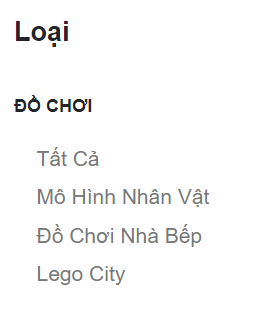 Loại
ĐỒ CHƠI
Tất Cả
Mô Hình Nhân Vật
Đồ Chơi Nhà Bếp
Lego City